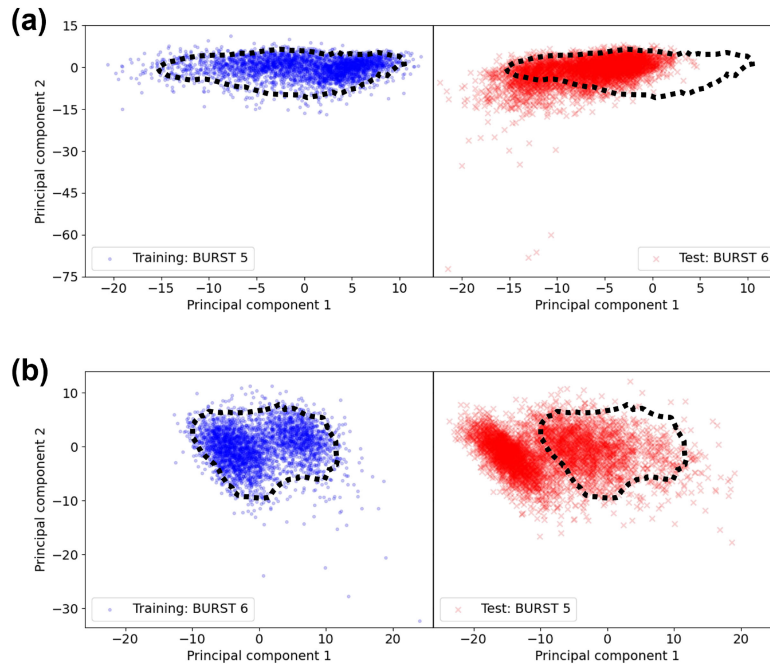 (a)
Principal component 2
15
0
−15
−30
−45
−60
−75
Training: BURST 5
Test: BURST 6
−20 −15 −10 −5 0 5 10
−20 −15 −10 −5 0 5 10
Principal component 1
Principal component 1
(b)
Principal component 2
10
0
−10
−20
−30
Training: BURST 6
Test: BURST 5
−20 −10 0 10 20
−20 −10 0 10 20
Principal component 1
Principal component 1